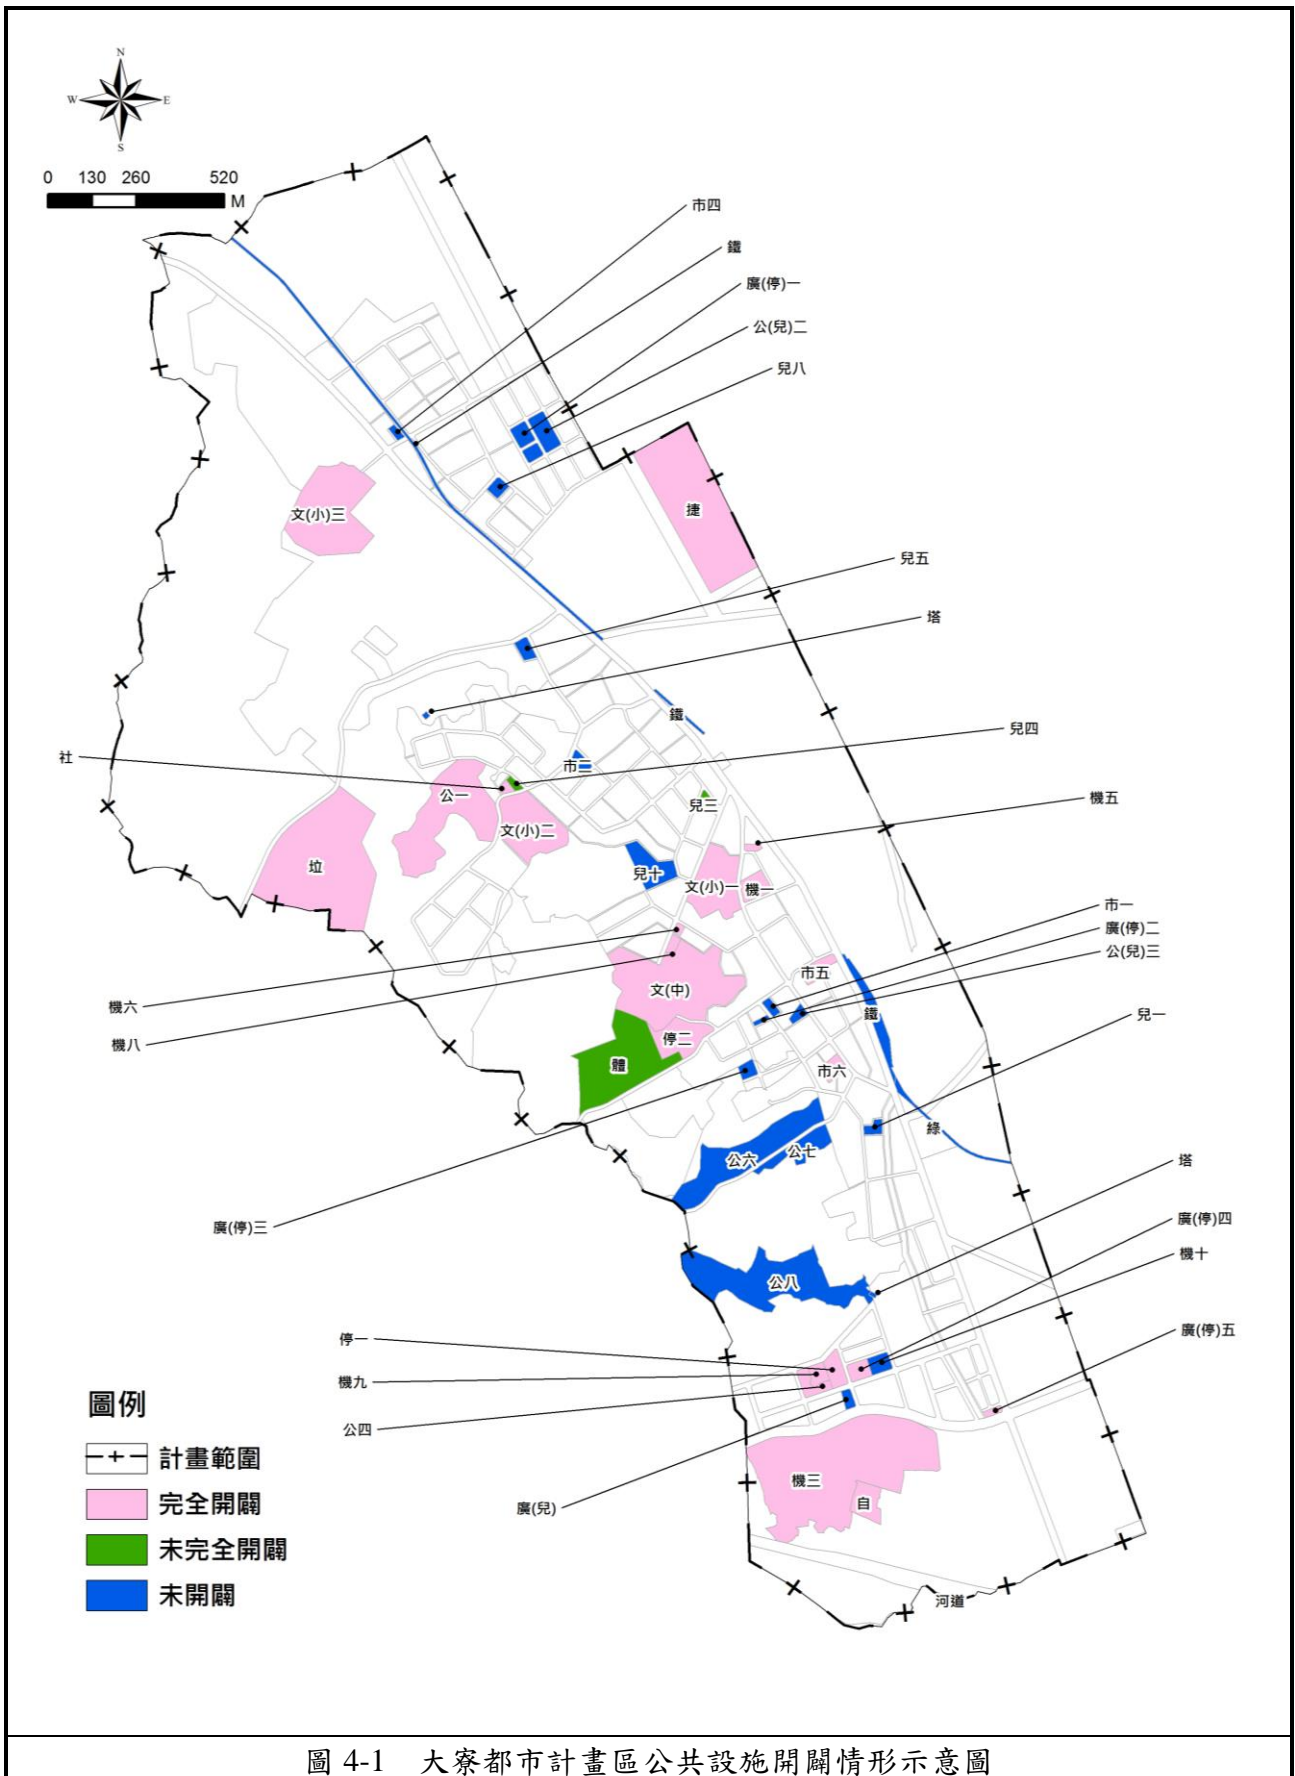 N
W
E
S
0 130 260 520
M
市四
鐵
廣(停)一
公(兒)二
兒八
文(小)三
捷
兒五
塔
鐵
兒四
社
市二
公一
兒三
機五
文(小)二
垃
兒十
文(小)一
機一
市一
廣(停)二
公(兒)三
市五
機六
文(中)
鐵
兒一
機八
停二
體
市六
綠
公七
公六
塔
廣(停)三
廣(停)四
機十
公八
廣(停)五
停一
機九
公四
圖例
計畫範圍
機三
完全開闢
自
廣(兒)
未完全開闢
未開闢
河道
圖 4-1 大寮都市計畫區公共設施開闢情形示意圖